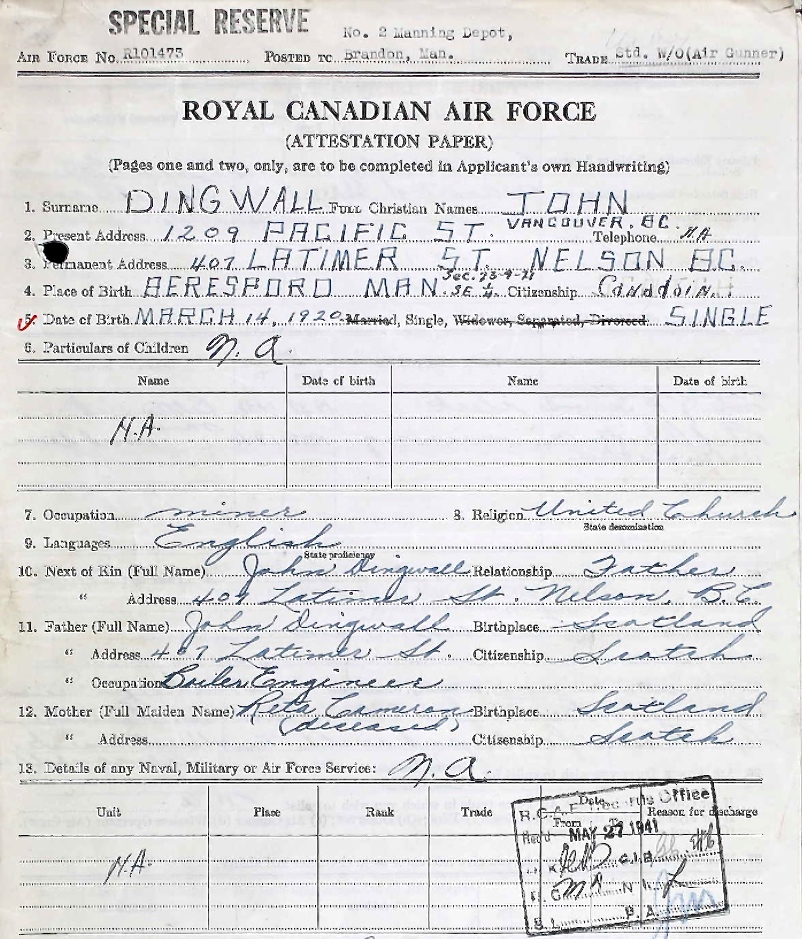 SPECIAL RESERVE
No. 2 Manning Depot,
AIR FORCE NO. R101473 POSTED TO Brandon, Man. TRADE Std. W/O(Air Gunner)
ROYAL CANADIAN AIR FORCE
(ATTESTATION PAPER)
(Pages one and two, only, are to be completed in Applicant's own Handwriting)
1. Surname DINGWALL FULL Christian Names JOHN
VANCOUVER, B.C.
2. Present Address 1209 PACIFIC ST. Telephone N.A
3. Permanent Address 407 LATIMER ST. NELSON B.C.
4. Place of Birth BERESFORD MAN. SE 4 Citizenship Canadain.
5. Date of Birth MARCH 14, 1920 Married, Single, Widower, Separated, Divorced SINGLE
6. Particulars of Children N. A.
Name Date of birth Name Date of birth
N.A.
7. Occupation miner 8. Religion United Church
State denomination
9. Languages English
State proficiency
10. Next of Kin (Full Name) John Dingwall Relationship Father
" Address 407 Latimer St. Nelson, B.C.
11. Father (Full Name) John Dingwall Birthplace Scotland
" Address 407 Latimer St. Citizenship Scotch
" Occupation Boiler Engineer
12. Mother (Full Maiden Name) Reta Cameron Birthplace Scotland
(deceased)
" Address Citizenship Scotch
13. Details of any Naval, Military or Air Force Service: N. A.
Unit Place Rank Trade Date Reason for discharge
From To
R.C.A.F. Office
Rec'd MAY 27 1941
N.A.